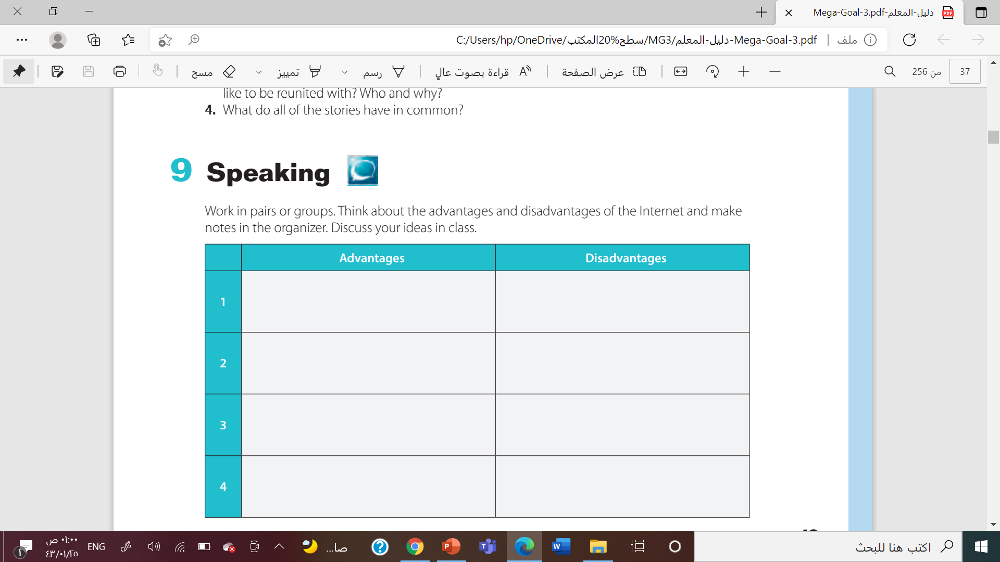 دليل-المعلم-Mega-Goal-3.pdf
ملف
C:/Users/hp/OneDrive/سطح%20المكتب/MG3/دليل-المعلم-Mega-Goal-3.pdf
37
من 256
عرض الصفحة
قراءة بصوت عالٍ
رسم
تمييز
مسح
like to be reunited with? Who and why?
4. What do all of the stories have in common?
9 Speaking
Work in pairs or groups. Think about the advantages and disadvantages of the Internet and make
notes in the organizer. Discuss your ideas in class.
Advantages Disadvantages
1
2
3
4
اكتب هنا للبحث
صا...
ENG
٠١:٠٠ ص
٤٣/٠١/٢٥
١